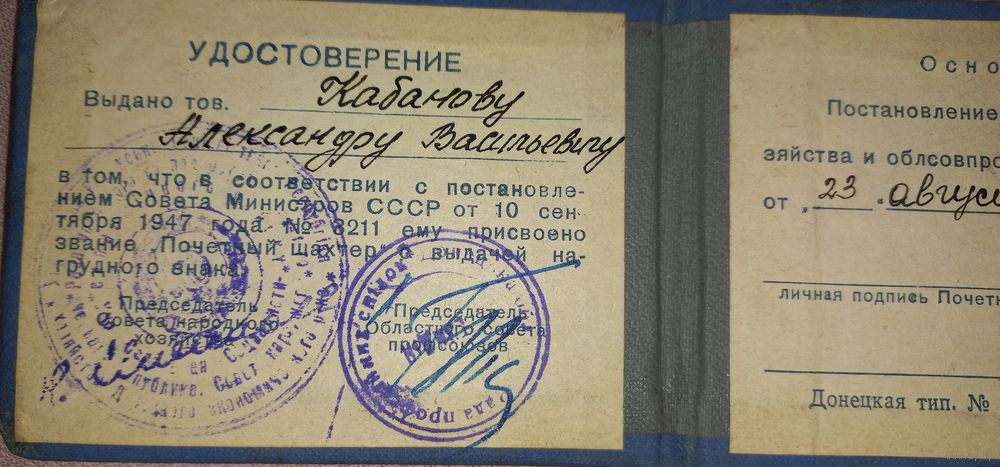 УДОСТОВЕРЕНИЕ
Выдано тов. Кабанову
Александру Васильевичу
в том, что в соответствии с постановле-
нием Совета Министров СССР от 10 сен-
тября 1947 года № 3211 ему присвоено
звание „Почетный шахтер" с выдачей на-
грудного знака.
Председатель
Совета народного
хозяйства
Председатель
Областного совета
профсоюзов
Осно
Постановление
зяйства и облсовпро
от „23 " август
личная подпись Почетн
Донецкая тип. №